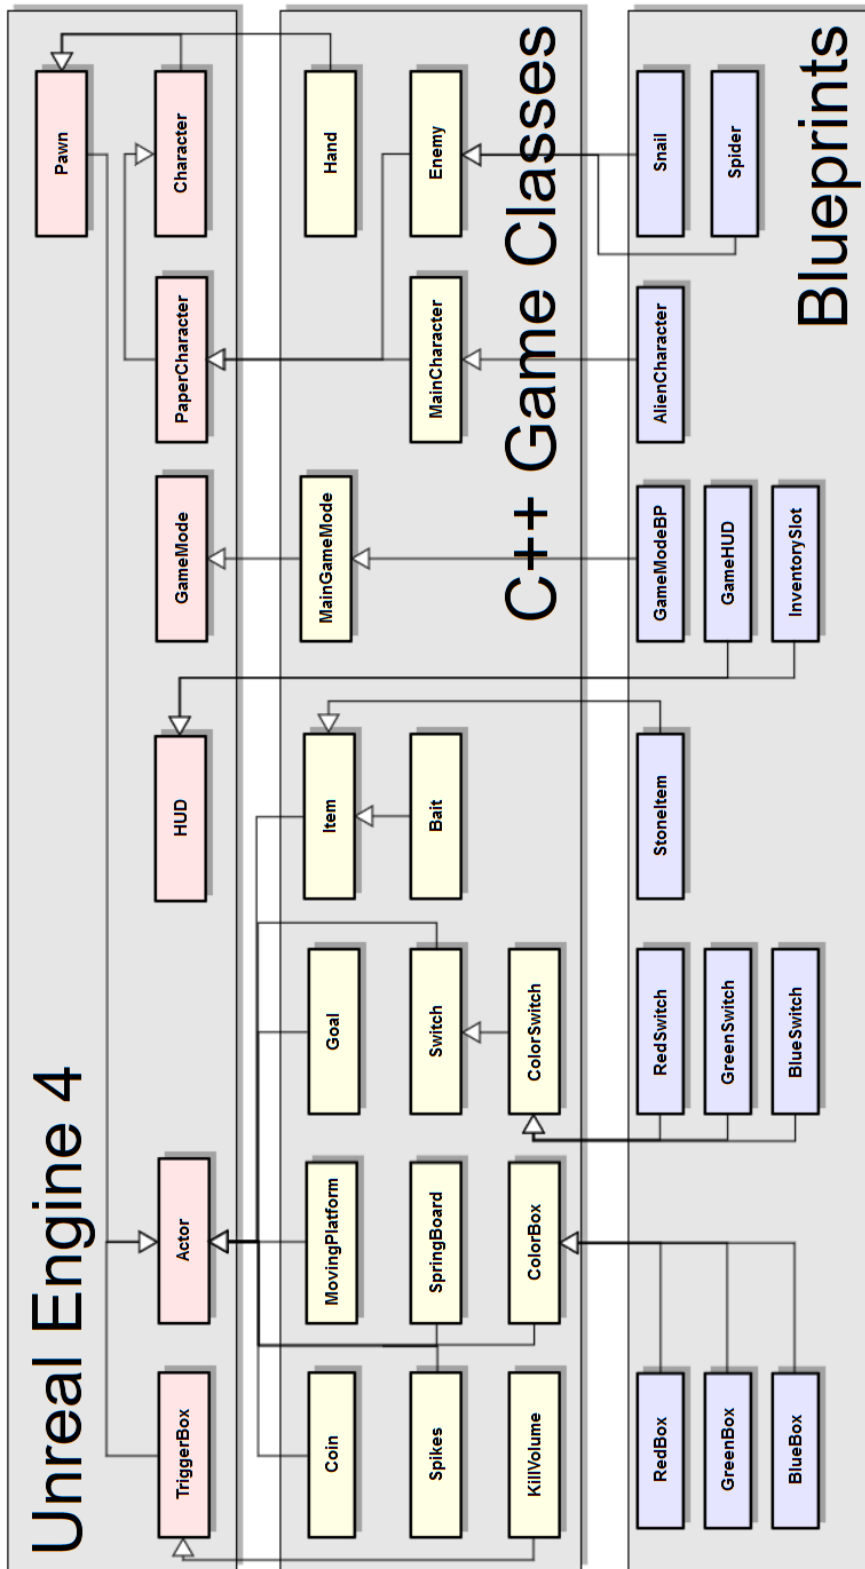 Unreal Engine 4
Pawn
TriggerBox
Actor
HUD
GameMode
PaperCharacter
Character
Coin
MovingPlatform
Goal
Item
MainGameMode
Hand
Spikes
SpringBoard
Switch
Bait
MainCharacter
Enemy
KillVolume
ColorBox
ColorSwitch
C++ Game Classes
RedBox
RedSwitch
StoneItem
GameModeBP
AlienCharacter
Snail
GreenBox
GreenSwitch
GameHUD
Spider
BlueBox
BlueSwitch
InventorySlot
Blueprints